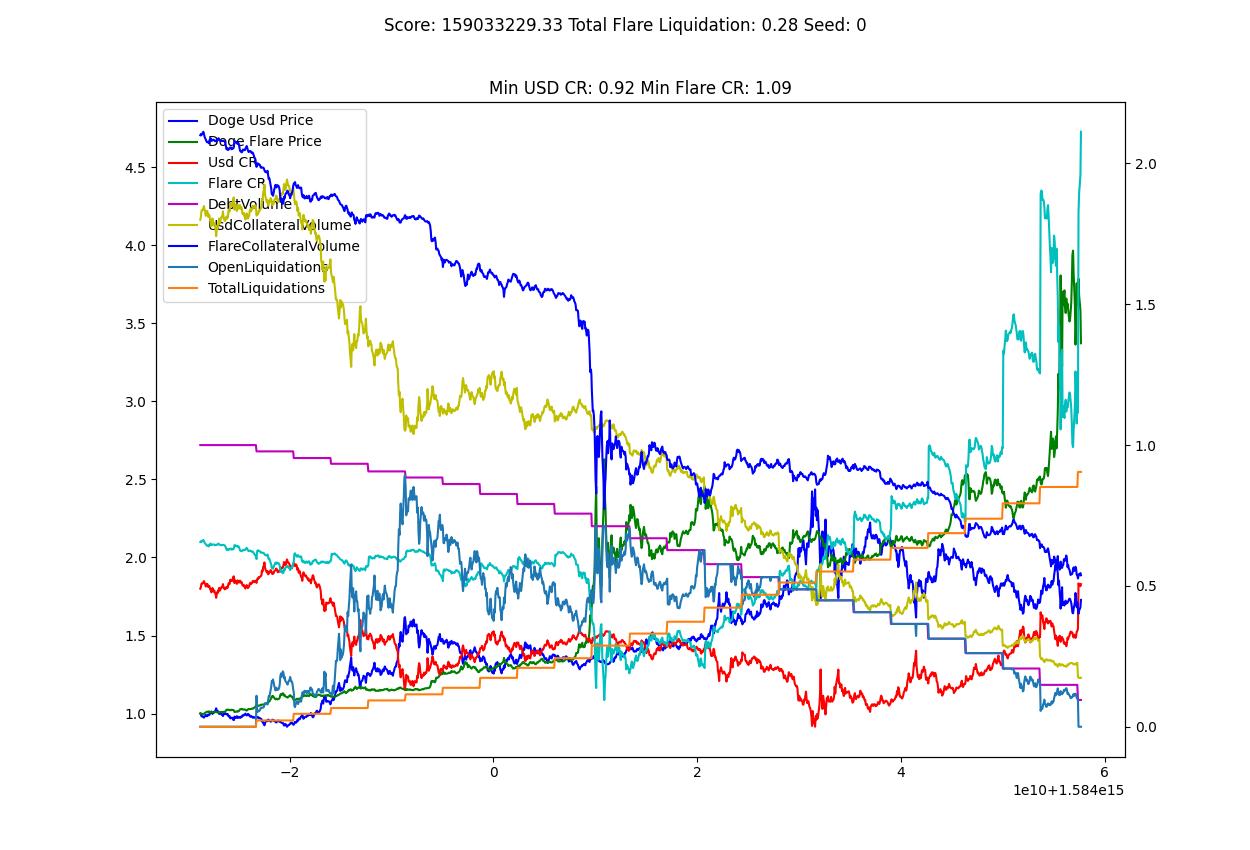 Score: 159033229.33 Total Flare Liquidation: 0.28 Seed: 0
Min USD CR: 0.92 Min Flare CR: 1.09
Doge Usd Price
Doge Flare Price
Usd CR
Flare CR
DebtVolume
UsdCollateralVolume
FlareCollateralVolume
OpenLiquidations
TotalLiquidations
4.5
4.0
3.5
3.0
2.5
2.0
1.5
1.0
2.0
1.5
1.0
0.5
0.0
−2
0
2
4
6
1e10+1.584e15